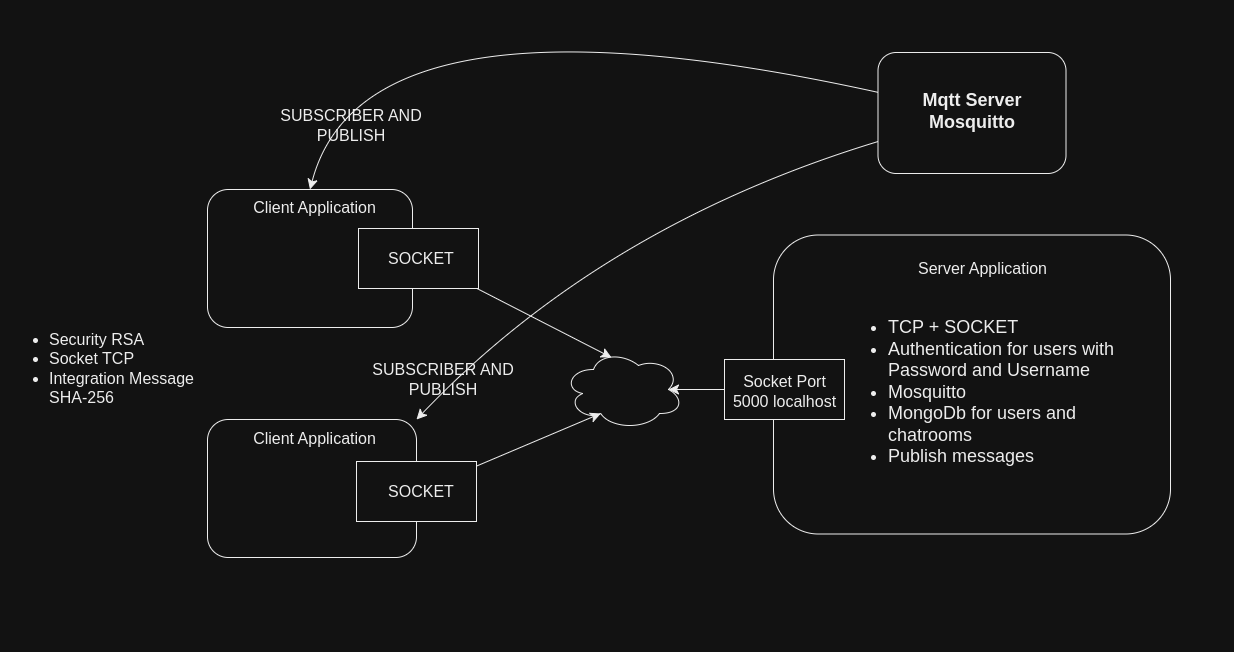 Mqtt Server
Mosquitto
SUBSCRIBER AND
PUBLISH
Client Application
SOCKET
Security RSA
Socket TCP
Integration Message
SHA-256
SUBSCRIBER AND
PUBLISH
Client Application
SOCKET
Socket Port
5000 localhost
Server Application
TCP + SOCKET
Authentication for users with
Password and Username
Mosquitto
MongoDb for users and
chatrooms
Publish messages